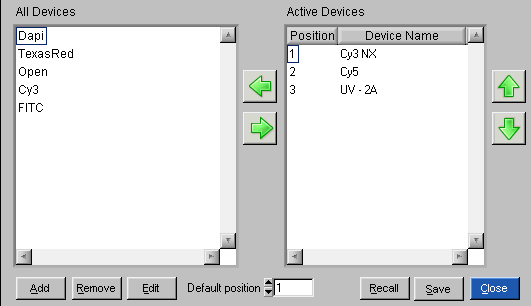 All Devices
Dapi
TexasRed
Open
Cy3
FITC
Active Devices
Position Device Name
1 Cy3 NX
2 Cy5
3 UV - 2A
Add Remove Edit Default position 1 Recall Save Close